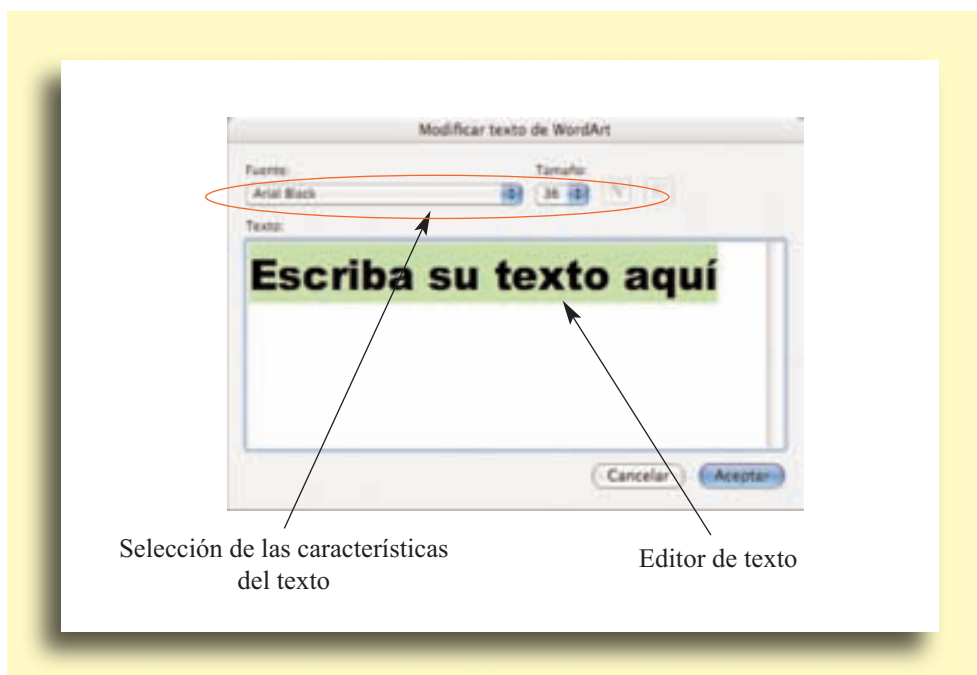 Modificar texto de WordArt
Fuente: Tamaño:
Arial Black 36
Texto:
Escriba su texto aquí
Cancelar Aceptar
Selección de las características
del texto
Editor de texto